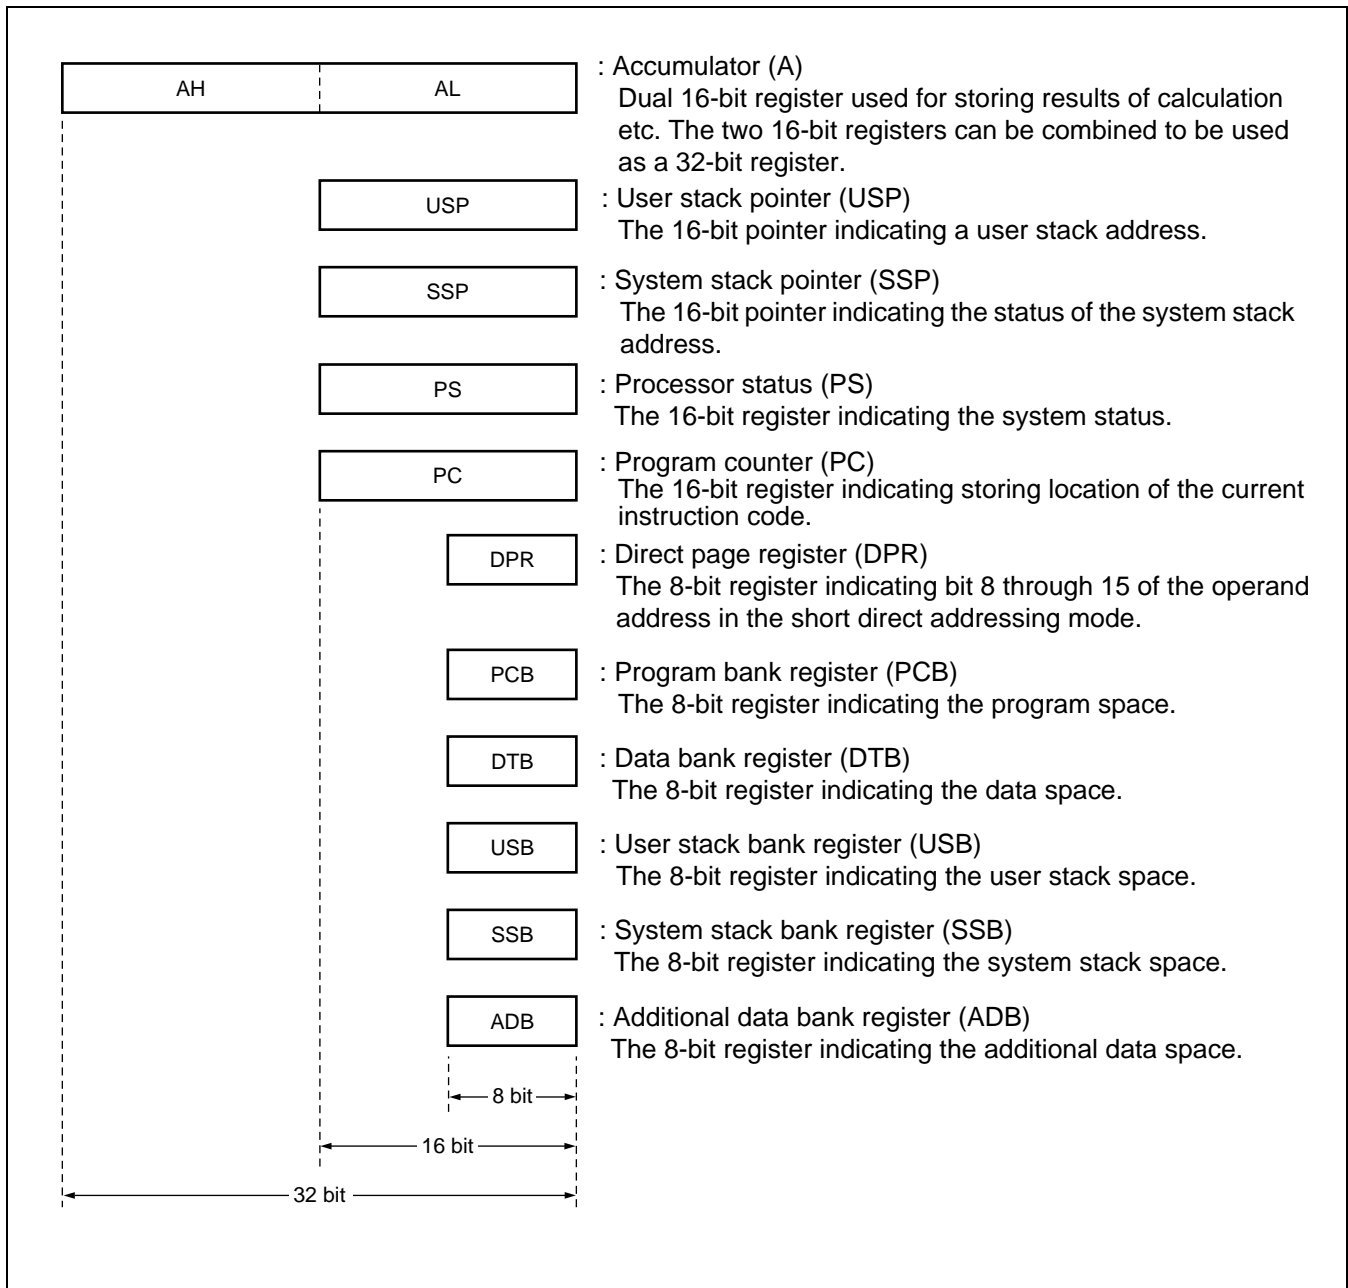 AH AL : Accumulator (A)
Dual 16-bit register used for storing results of calculation
etc. The two 16-bit registers can be combined to be used
as a 32-bit register.
USP : User stack pointer (USP)
The 16-bit pointer indicating a user stack address.
SSP : System stack pointer (SSP)
The 16-bit pointer indicating the status of the system stack
address.
PS : Processor status (PS)
The 16-bit register indicating the system status.
PC : Program counter (PC)
The 16-bit register indicating storing location of the current
instruction code.
DPR : Direct page register (DPR)
The 8-bit register indicating bit 8 through 15 of the operand
address in the short direct addressing mode.
PCB : Program bank register (PCB)
The 8-bit register indicating the program space.
DTB : Data bank register (DTB)
The 8-bit register indicating the data space.
USB : User stack bank register (USB)
The 8-bit register indicating the user stack space.
SSB : System stack bank register (SSB)
The 8-bit register indicating the system stack space.
ADB : Additional data bank register (ADB)
The 8-bit register indicating the additional data space.
8 bit
16 bit
32 bit